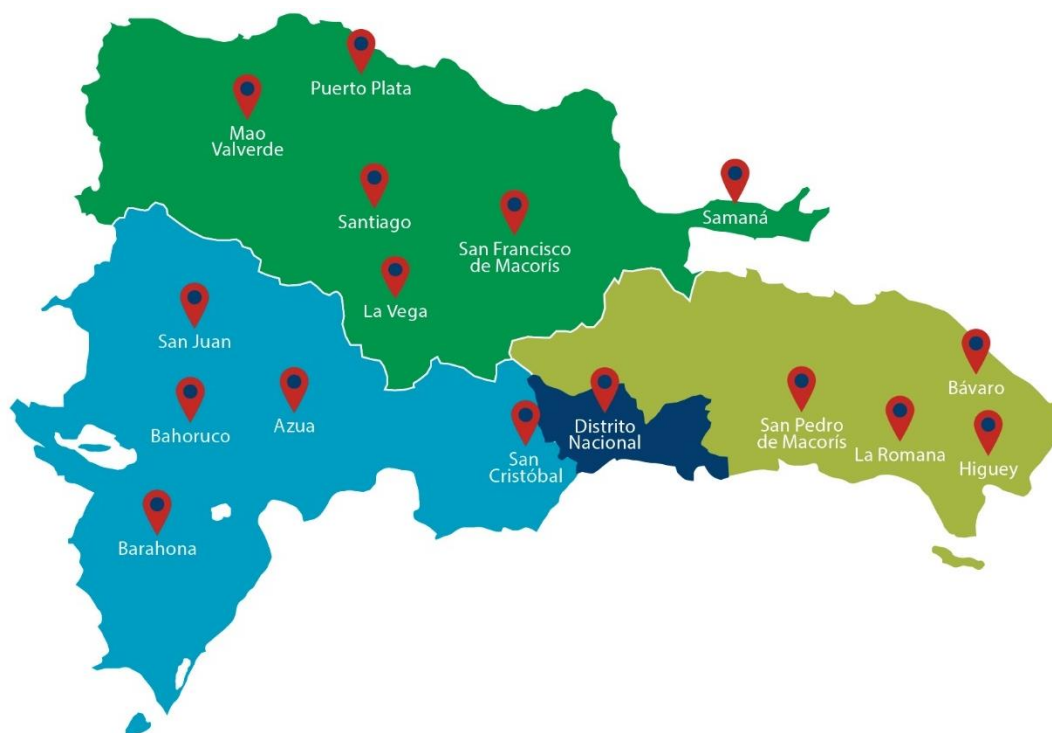 Puerto Plata
Mao
Valverde
Santiago
Samaná
San Francisco
de Macorís
La Vega
San Juan
Bahoruco
Azua
San
Cristóbal
Distrito
Nacional
San Pedro
de Macorís
Bávaro
La Romana
Higuey
Barahona